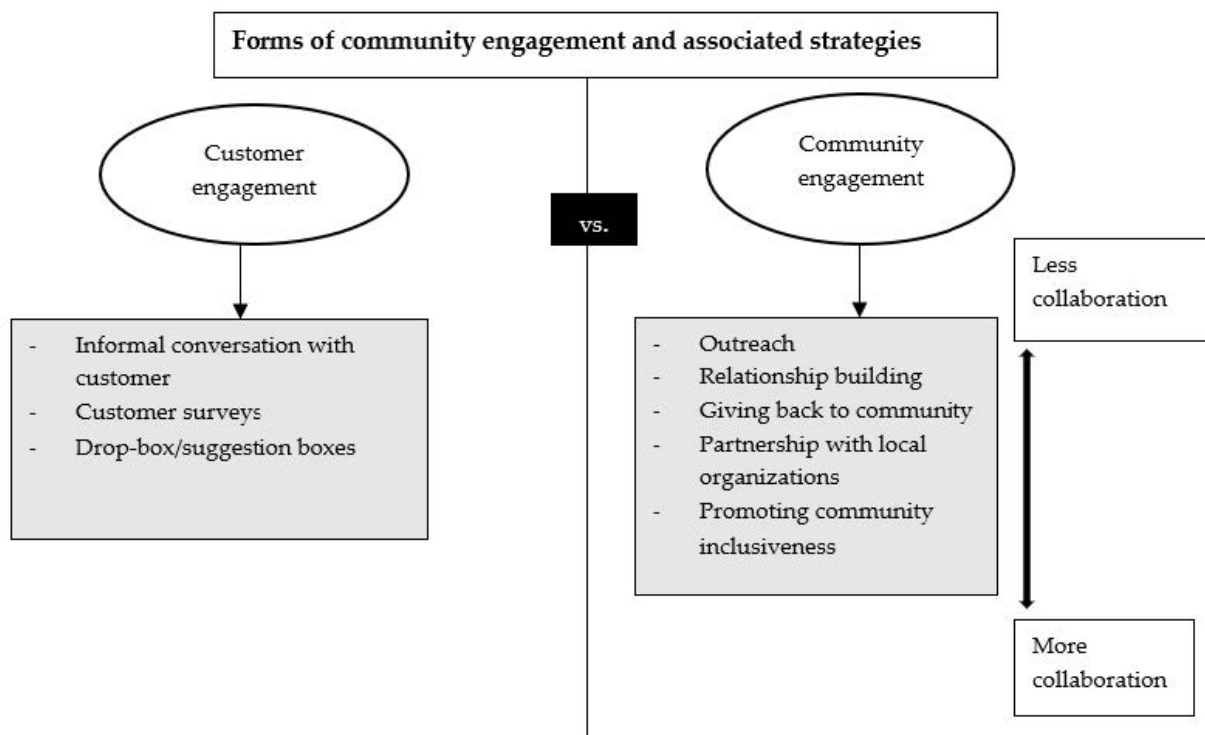 Forms of community engagement and associated strategies
Customer
engagement
Community
engagement
vs.
- Informal conversation with
customer
- Customer surveys
- Drop-box/suggestion boxes
- Outreach
- Relationship building
- Giving back to community
- Partnership with local
organizations
- Promoting community
inclusiveness
Less
collaboration
More
collaboration